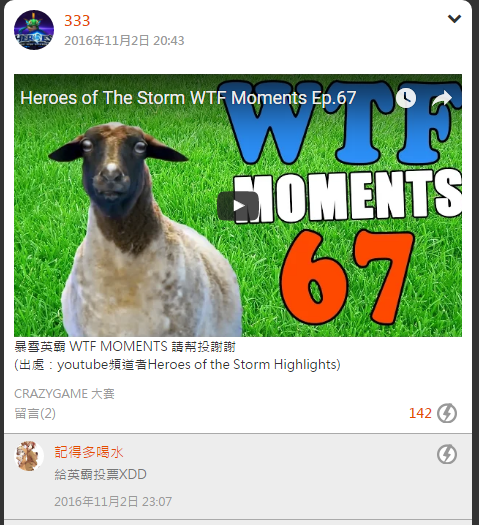 333
2016年11月2日 20:43
Heroes of The Storm WTF Moments Ep.67
WTF
MOMENTS
67
暴雪英霸 WTF MOMENTS 請幫投謝謝
(出處：youtube頻道者Heroes of the Storm Highlights)
CRAZYGAME 大賽
留言(2)
142
記得多喝水
給英霸投票XDD
2016年11月2日 23:07